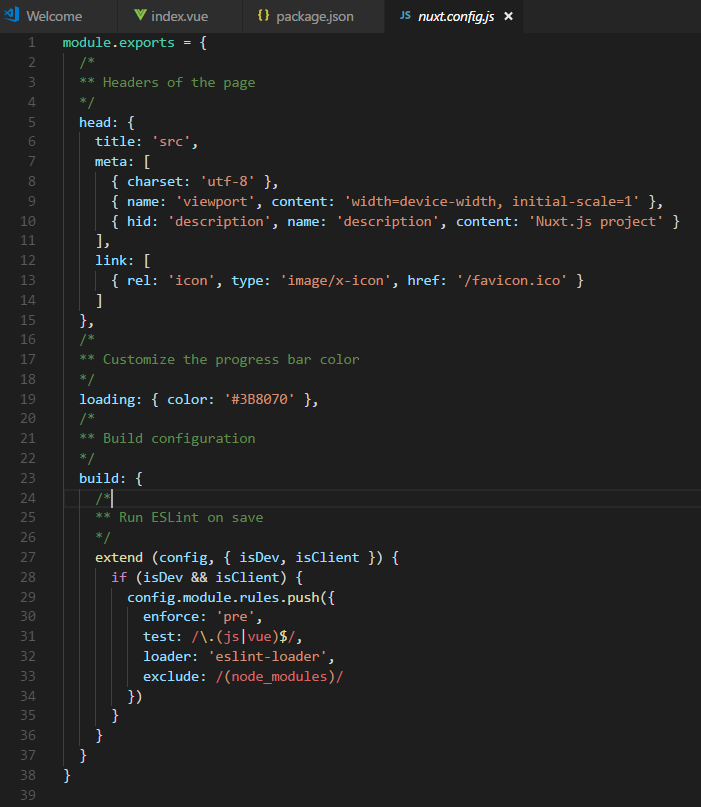 Welcome index.vue package.json JS nuxt.config.js ×
1 module.exports = {
2   /*
3   ** Headers of the page
4   */
5   head: {
6     title: 'src',
7     meta: [
8       { charset: 'utf-8' },
9       { name: 'viewport', content: 'width=device-width, initial-scale=1' },
10       { hid: 'description', name: 'description', content: 'Nuxt.js project' }
11     ],
12     link: [
13       { rel: 'icon', type: 'image/x-icon', href: '/favicon.ico' }
14     ]
15   },
16   /*
17   ** Customize the progress bar color
18   */
19   loading: { color: '#3B8070' },
20   /*
21   ** Build configuration
22   */
23   build: {
24     /*
25     ** Run ESLint on save
26     */
27     extend (config, { isDev, isClient }) {
28       if (isDev && isClient) {
29         config.module.rules.push({
30           enforce: 'pre',
31           test: /\.(js|vue)$/,
32           loader: 'eslint-loader',
33           exclude: /(node_modules)/
34         })
35       }
36     }
37   }
38 }
39